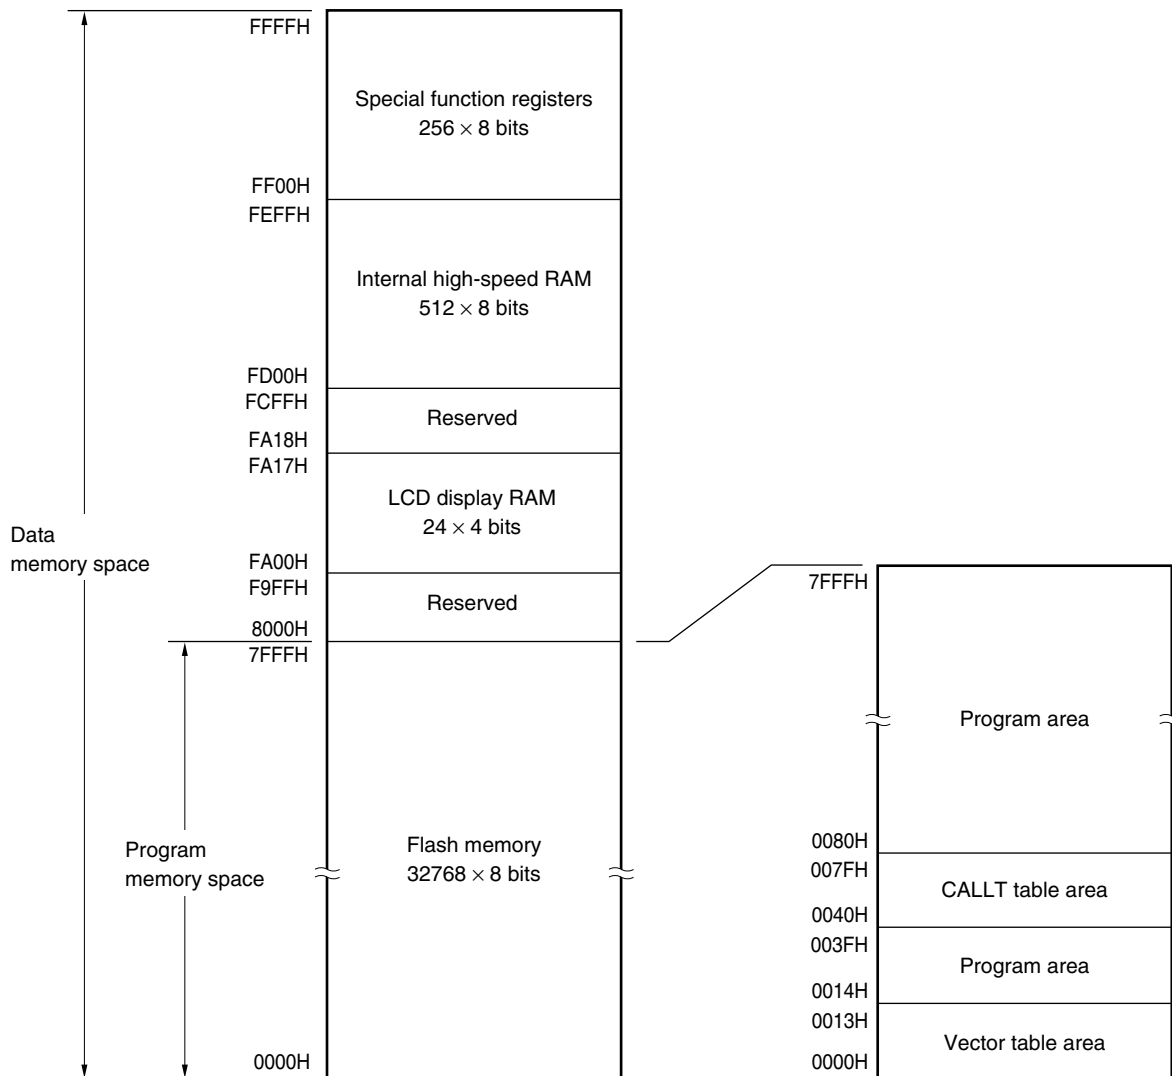 FFFFH
Special function registers
256 × 8 bits
FF00H
FEFFH
Internal high-speed RAM
512 × 8 bits
FD00H
FCFFH
Reserved
FA18H
FA17H
LCD display RAM
24 × 4 bits
Data
memory space
FA00H
F9FFH
Reserved
8000H
7FFFH
Program
memory space
Flash memory
32768 × 8 bits
0000H
7FFFH
Program area
0080H
007FH
CALLT table area
0040H
003FH
Program area
0014H
0013H
Vector table area
0000H